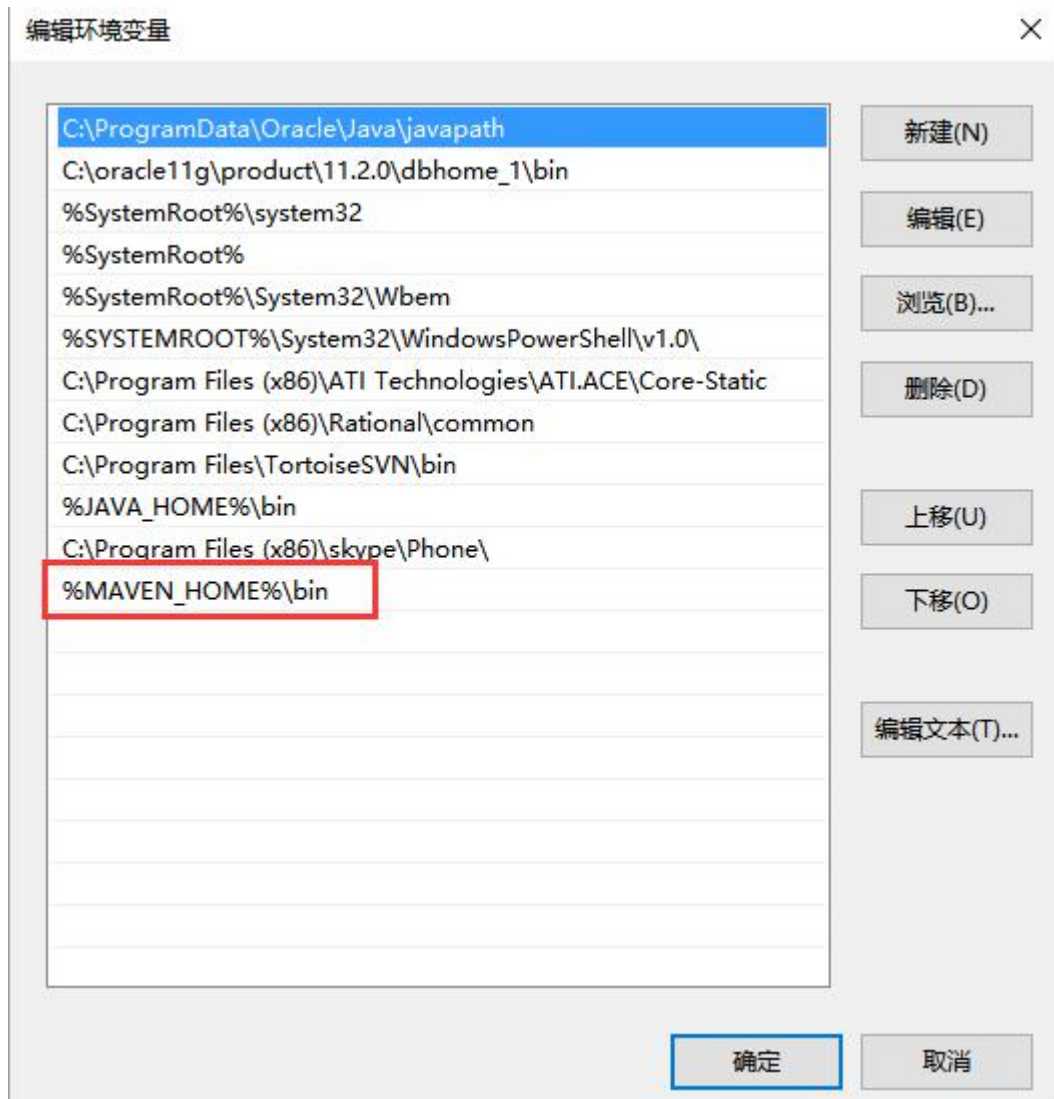 编辑环境变量
C:\ProgramData\Oracle\Java\javapath
C:\oracle11g\product\11.2.0\dbhome_1\bin
%SystemRoot%\system32
%SystemRoot%
%SystemRoot%\System32\Wbem
%SYSTEMROOT%\System32\WindowsPowerShell\v1.0\
C:\Program Files (x86)\ATI Technologies\ATI.ACE\Core-Static
C:\Program Files (x86)\Rational\common
C:\Program Files\TortoiseSVN\bin
%JAVA_HOME%\bin
C:\Program Files (x86)\skype\Phone\
%MAVEN_HOME%\bin
新建(N)
编辑(E)
浏览(B)...
删除(D)
上移(U)
下移(O)
编辑文本(T)...
确定
取消